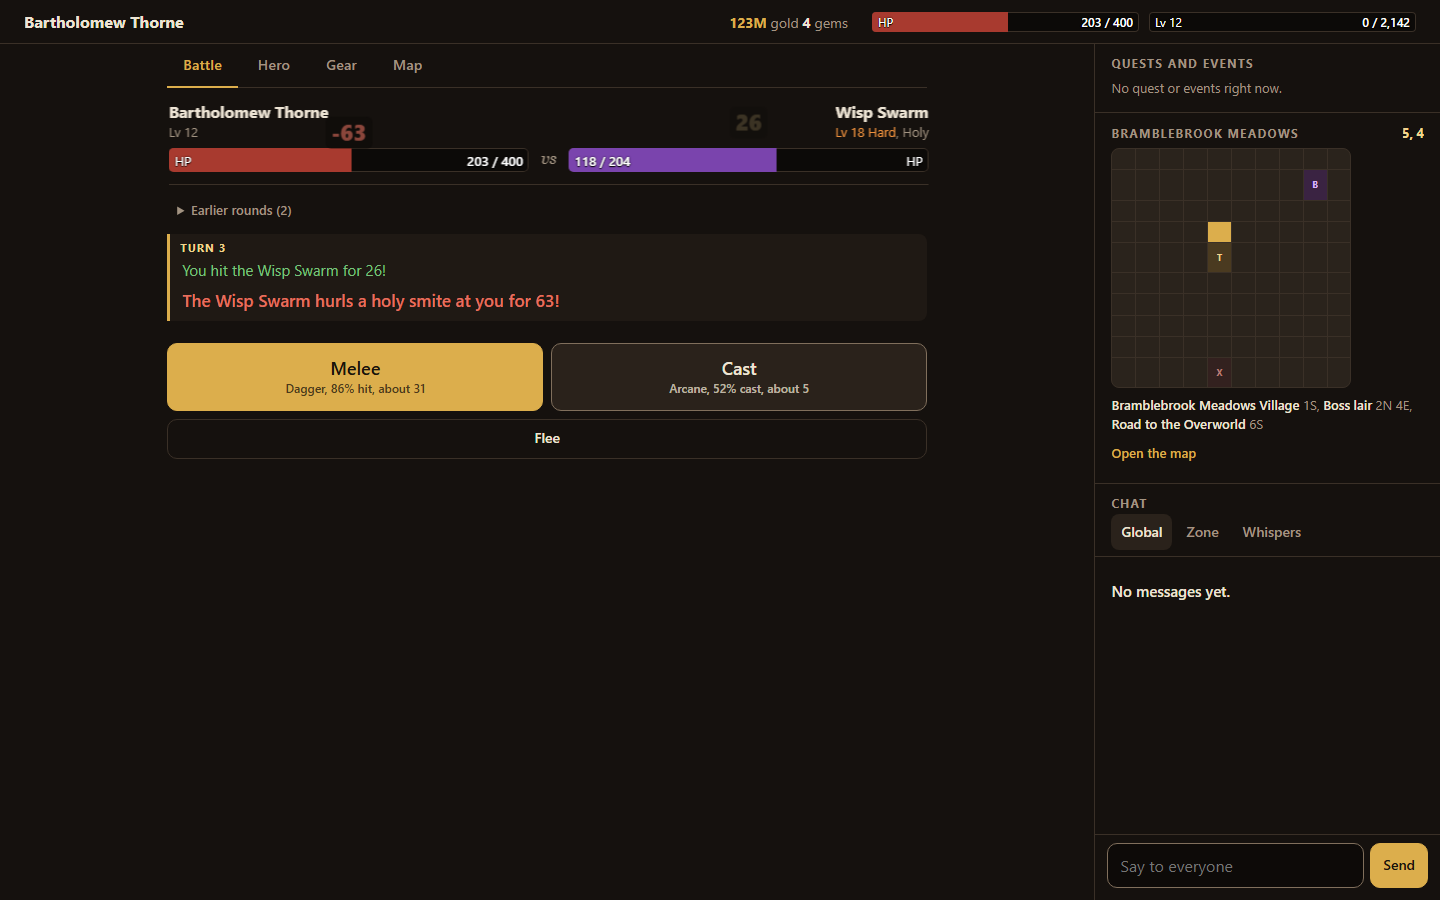 Bartholomew Thorne
123M gold 4 gems
HP 203 / 400
Lv 12 0 / 2,142
Battle Hero Gear Map
Bartholomew Thorne
Lv 12
-63
HP 203 / 400
vs
26
Wisp Swarm
Lv 18 Hard, Holy
118 / 204 HP
▶ Earlier rounds (2)
TURN 3
You hit the Wisp Swarm for 26!
The Wisp Swarm hurls a holy smite at you for 63!
Melee
Dagger, 86% hit, about 31
Cast
Arcane, 52% cast, about 5
Flee
QUESTS AND EVENTS
No quest or events right now.
BRAMBLEBROOK MEADOWS 5, 4
B
T
X
Bramblebrook Meadows Village 1S, Boss lair 2N 4E,
Road to the Overworld 6S
Open the map
CHAT
Global Zone Whispers
No messages yet.
Say to everyone Send